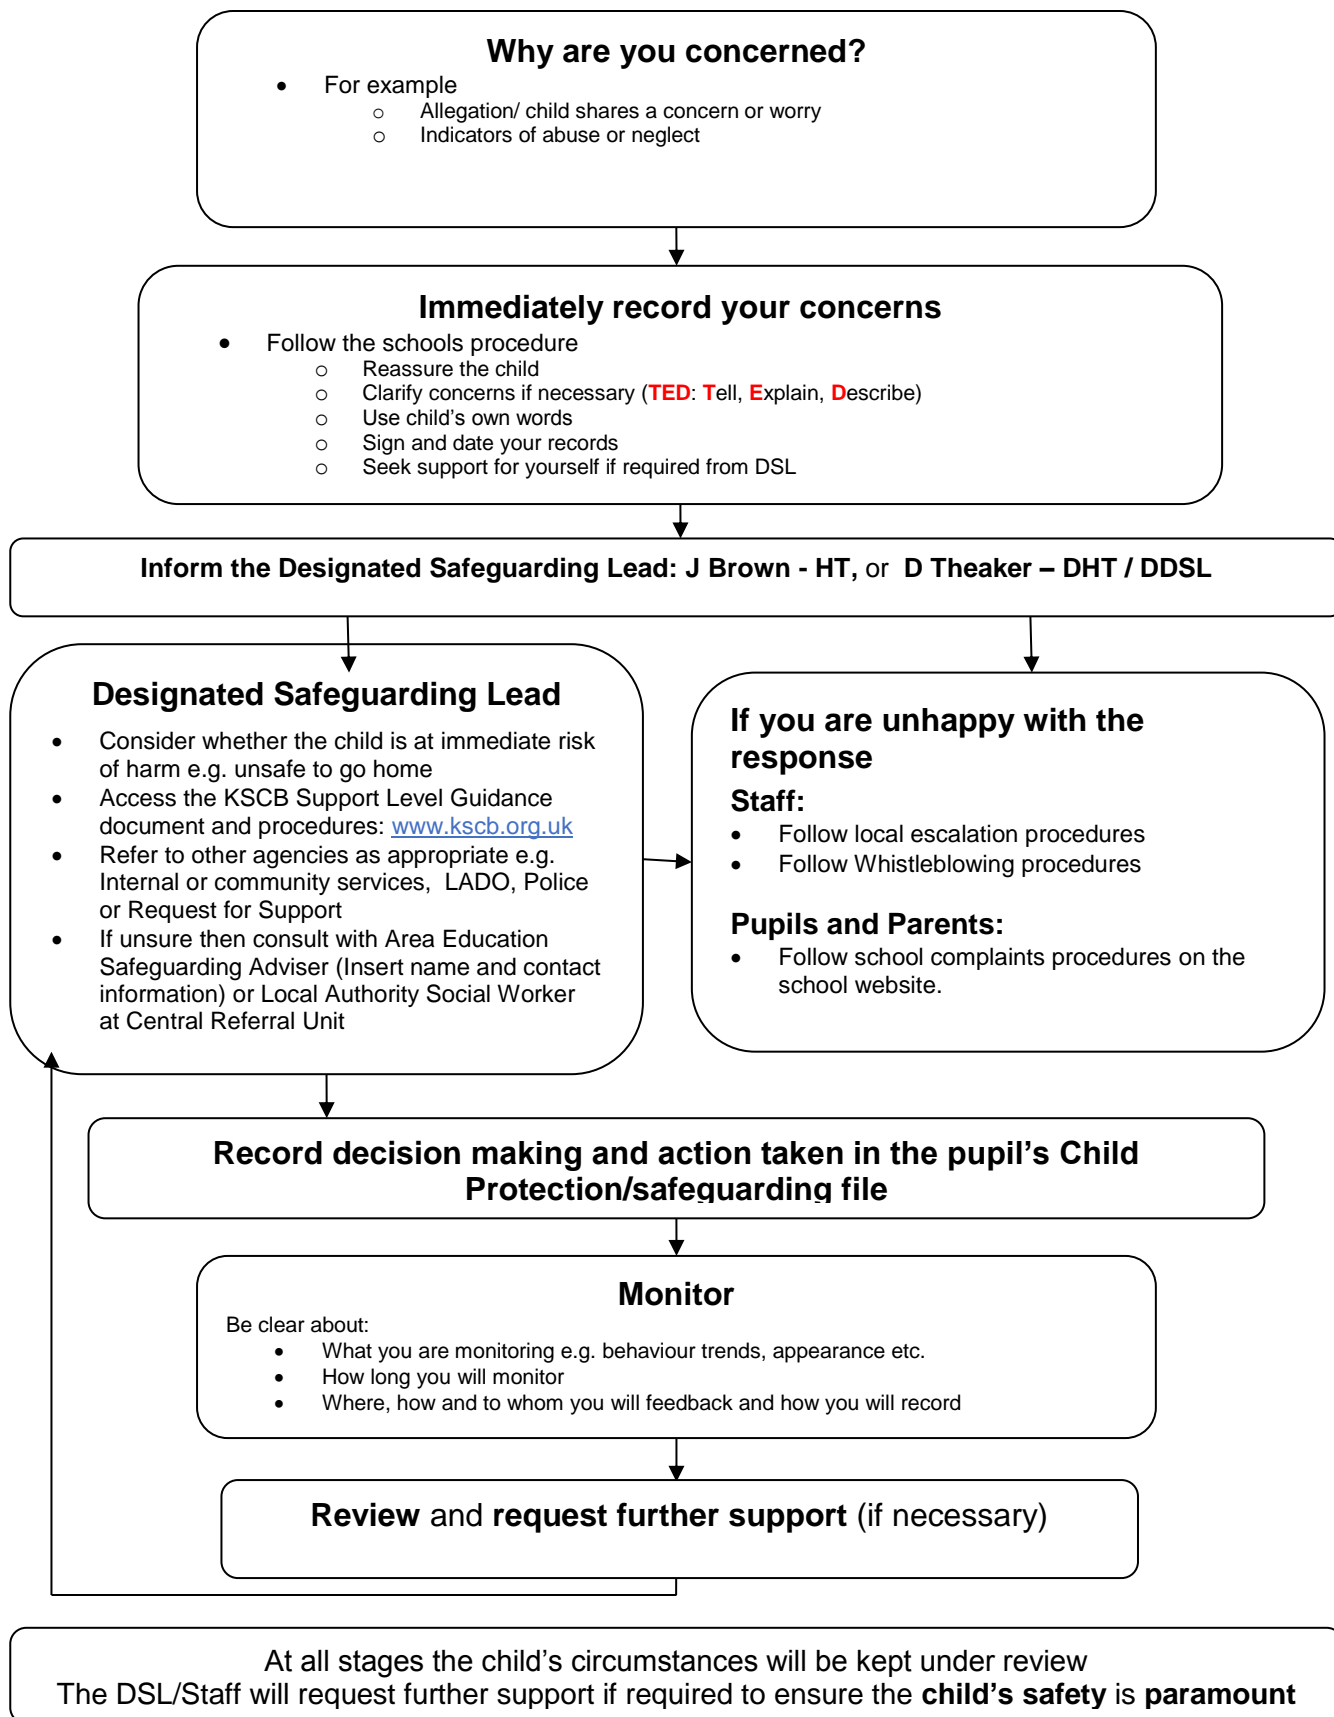 Why are you concerned?
• For example
o Allegation/ child shares a concern or worry
o Indicators of abuse or neglect
Immediately record your concerns
• Follow the schools procedure
o Reassure the child
o Clarify concerns if necessary (TED: Tell, Explain, Describe)
o Use child’s own words
o Sign and date your records
o Seek support for yourself if required from DSL
Inform the Designated Safeguarding Lead: J Brown - HT, or D Theaker – DHT / DDSL
Designated Safeguarding Lead
• Consider whether the child is at immediate risk
of harm e.g. unsafe to go home
• Access the KSCB Support Level Guidance
document and procedures: www.kscb.org.uk
• Refer to other agencies as appropriate e.g.
Internal or community services, LADO, Police
or Request for Support
• If unsure then consult with Area Education
Safeguarding Adviser (Insert name and contact
information) or Local Authority Social Worker
at Central Referral Unit
If you are unhappy with the
response
Staff:
• Follow local escalation procedures
• Follow Whistleblowing procedures
Pupils and Parents:
• Follow school complaints procedures on the
school website.
Record decision making and action taken in the pupil’s Child
Protection/safeguarding file
Monitor
Be clear about:
• What you are monitoring e.g. behaviour trends, appearance etc.
• How long you will monitor
• Where, how and to whom you will feedback and how you will record
Review and request further support (if necessary)
At all stages the child’s circumstances will be kept under review
The DSL/Staff will request further support if required to ensure the child’s safety is paramount